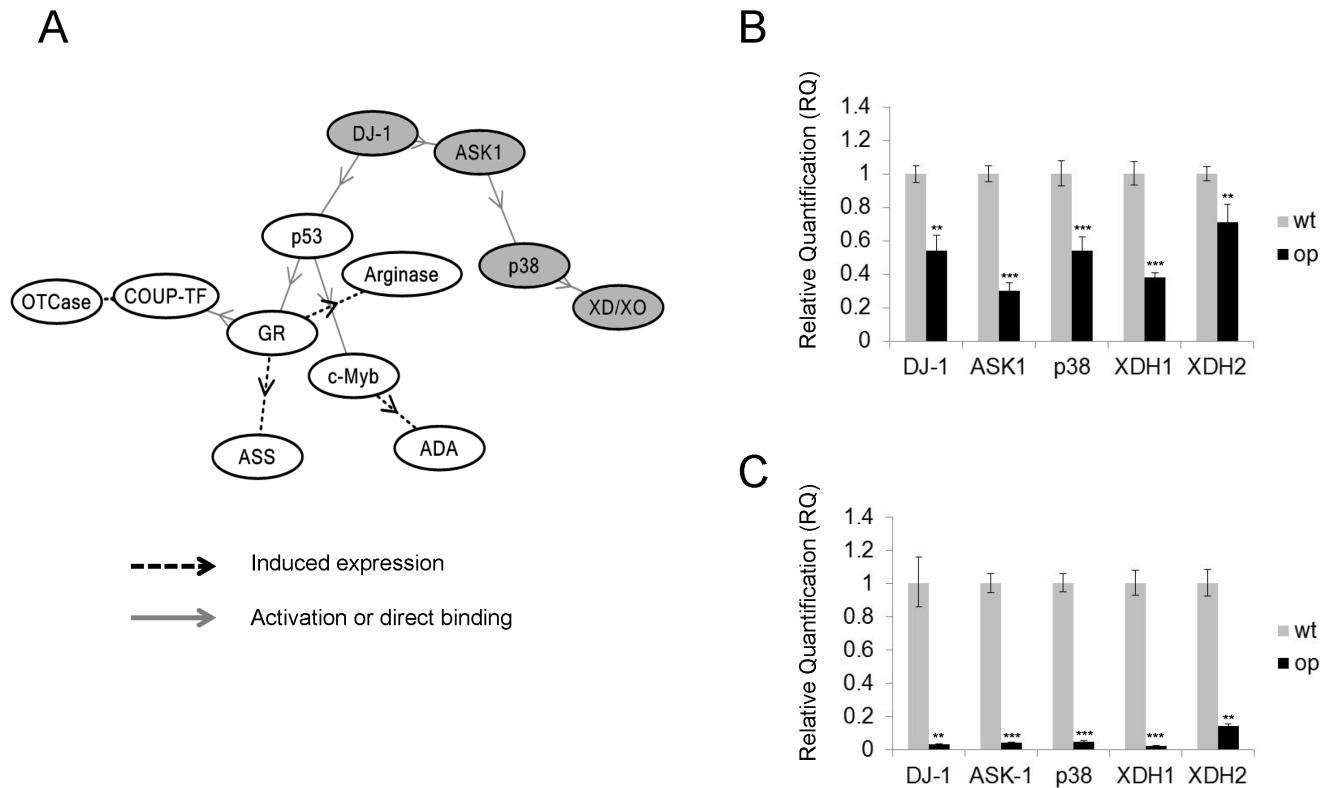 A
DJ-1
ASK1
p53
Arginase
p38
OTCase
COUP-TF
XD/XO
GR
c-Myb
ASS
ADA
Induced expression
Activation or direct binding
B
Relative Quantification (RQ)
1.4
1.2
1
0.8
0.6
0.4
0.2
0
**
***
***
***
**
DJ-1 ASK1 p38 XDH1 XDH2
wt
op
C
Relative Quantification (RQ)
1.4
1.2
1
0.8
0.6
0.4
0.2
0
**
***
***
***
**
DJ-1 ASK-1 p38 XDH1 XDH2
wt
op